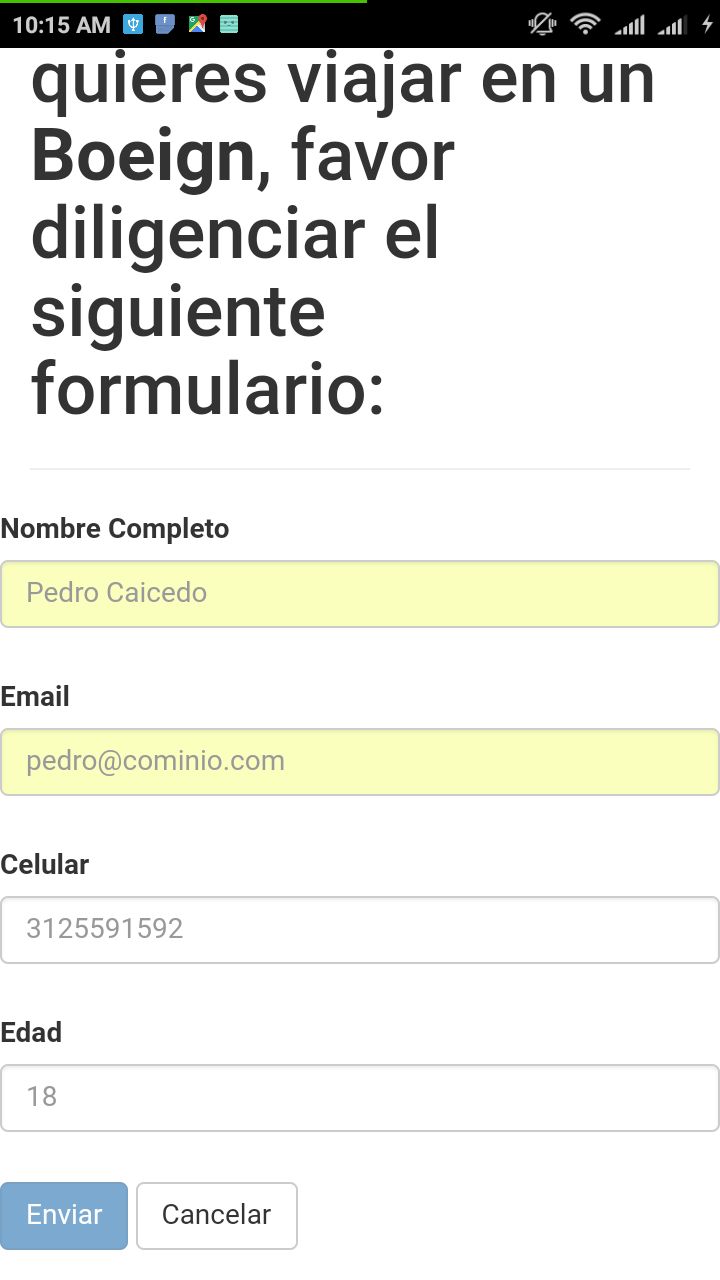 10:15 AM
quieres viajar en un
Boeign, favor
diligenciar el
siguiente
formulario:
Nombre Completo
Pedro Caicedo
Email
pedro@cominio.com
Celular
3125591592
Edad
18
Enviar Cancelar